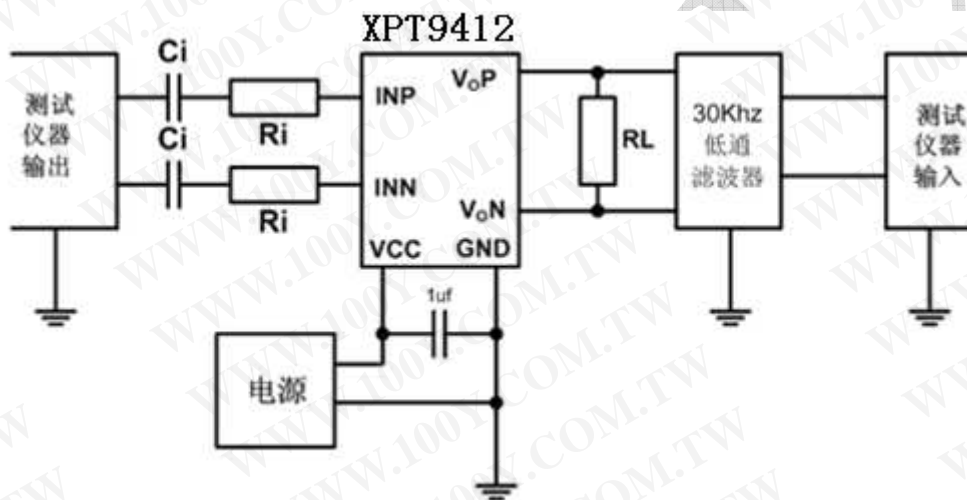 XPT9412
Ci
Ri
Ci
Ri
测试
仪器
输出
INP
INN
VCC
GND
VOP
VON
RL
30Khz
低通
滤波器
测试
仪器
输入
1uf
电源
WWW.100Y.COM.TW